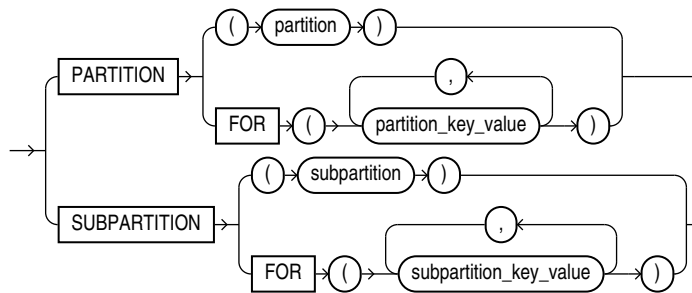 ( partition )
PARTITION
,
FOR ( partition_key_value )
( subpartition )
SUBPARTITION
,
FOR ( subpartition_key_value )